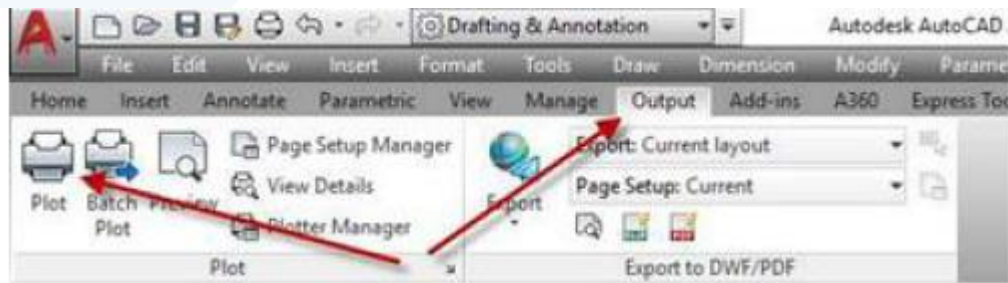 A Drafting & Annotation Autodesk AutoCAD
File Edit View Insert Format Tools Draw Dimension Modify
Home Insert Annotate Parametric View Manage Output Add-ins A360 Express
Page Setup Manager Export: Current layout
View Details Page Setup: Current
Plot Batch Preview Plotter Manager Export
Plot
Plot Export to DWF/PDF